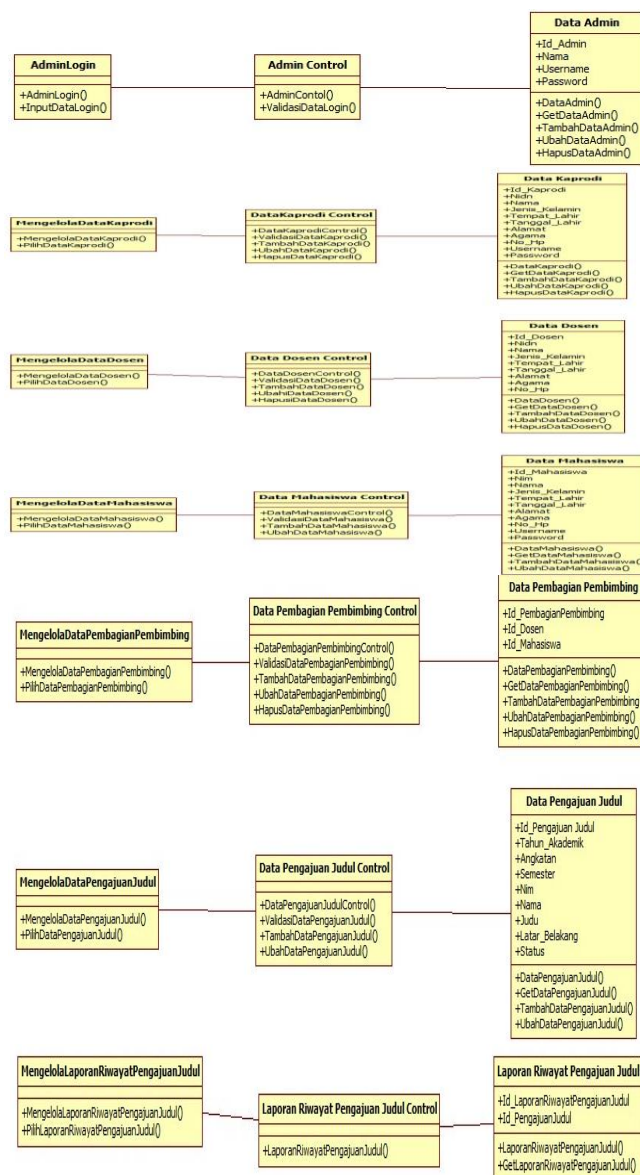 AdminLogin
+AdminLogin()
+InputDataLogin()
Admin Control
+AdminContol()
+ValidasiDataLogin()
Data Admin
+Id_Admin
+Nama
+Username
+Password
+DataAdmin()
+GetDataAdmin()
+TambahDataAdmin()
+UbahDataAdmin()
+HapusDataAdmin()
MengelolaDataKaprodi
+MengelolaDataKaprodi()
+PilihDataKaprodi()
DataKaprodi Control
+DataKaprodiControl()
+ValidasiDataKaprodi()
+TambahDataKaprodi()
+UbahDataKaprodi()
+HapusDataKaprodi()
Data Kaprodi
+Id_Kaprodi
+Nidn
+Nama
+Jenis_Kelamin
+Tempat_Lahir
+Tanggal_Lahir
+Alamat
+Agama
+No_Hp
+Username
+Password
+DataKaprodi()
+GetDataKaprodi()
+TambahDataKaprodi()
+UbahDataKaprodi()
+HapusDataKaprodi()
MengelolaDataDosen
+MengelolaDataDosen()
+PilihDataDosen()
Data Dosen Control
+DataDosenControl()
+ValidasiDataDosen()
+TambahDataDosen()
+UbahiDataDosen()
+HapusiDataDosen()
Data Dosen
+Id_Dosen
+Nidn
+Nama
+Jenis_Kelamin
+Tempat_Lahir
+Tanggal_Lahir
+Alamat
+Agama
+No_Hp
+DataDosen()
+GetDataDosen()
+TambahDataDosen()
+UbahDataDosen()
+HapusDataDosen()
MengelolaDataMahasiswa
+MengelolaDataMahasiswa()
+PilihDataMahasiswa()
Data Mahasiswa Control
+DataMahasiswaControl()
+ValidasiDataMahasiswa()
+TambahDataMahasiswa()
+UbahDataMahasiswa()
Data Mahasiswa
+Id_Mahasiswa
+Nim
+Nama
+Jenis_Kelamin
+Tempat_Lahir
+Tanggal_Lahir
+Alamat
+Agama
+No_Hp
+Username
+Password
+DataMahasiswa()
+GetDataMahasiswa()
+TambahDataMahasiswa()
+UbahDataMahasiswa()
MengelolaDataPembagianPembimbing
+MengelolaDataPembagianPembimbing()
+PilihDataPembagianPembimbing()
Data Pembagian Pembimbing Control
+DataPembagianPembimbingControl()
+ValidasiDataPembagianPembimbing()
+TambahDataPembagianPembimbing()
+UbahDataPembagianPembimbing()
+HapusDataPembagianPembimbing()
Data Pembagian Pembimbing
+Id_PembagianPembimbing
+Id_Dosen
+Id_Mahasiswa
+DataPembagianPembimbing()
+GetDataPembagianPembimbing()
+TambahDataPembagianPembimbing
+UbahDataPembagianPembimbing()
+HapusDataPembagianPembimbing()
MengelolaDataPengajuanJudul
+MengelolaDataPengajuanJudul()
+PilihDataPengajuanJudul()
Data Pengajuan Judul Control
+DataPengajuanJudulControl()
+ValidasiDataPengajuanJudul()
+TambahDataPengajuanJudul()
+UbahDataPengajuanJudul()
Data Pengajuan Judul
+Id_Pengajuan Judul
+Tahun_Akademik
+Angkatan
+Semester
+Nim
+Nama
+Judu
+Latar_Belakang
+Status
+DataPengajuanJudul()
+GetDataPengajuanJudul()
+TambahDataPengajuanJudul()
+UbahDataPengajuanJudul()
MengelolaLaporanRiwayatPengajuanJudul
+MengelolaLaporanRiwayatPengajuanJudul()
+PilihLaporanRiwayatPengajuanJudul()
Laporan Riwayat Pengajuan Judul Control
+LaporanRiwayatPengajuanJudul()
Laporan Riwayat Pengajuan Judul
+Id_LaporanRiwayatPengajuanJudul
+Id_PengajuanJudul
+LaporanRiwayatPengajuanJudul()
+GetLaporanRiwayatPengajuanJudul()